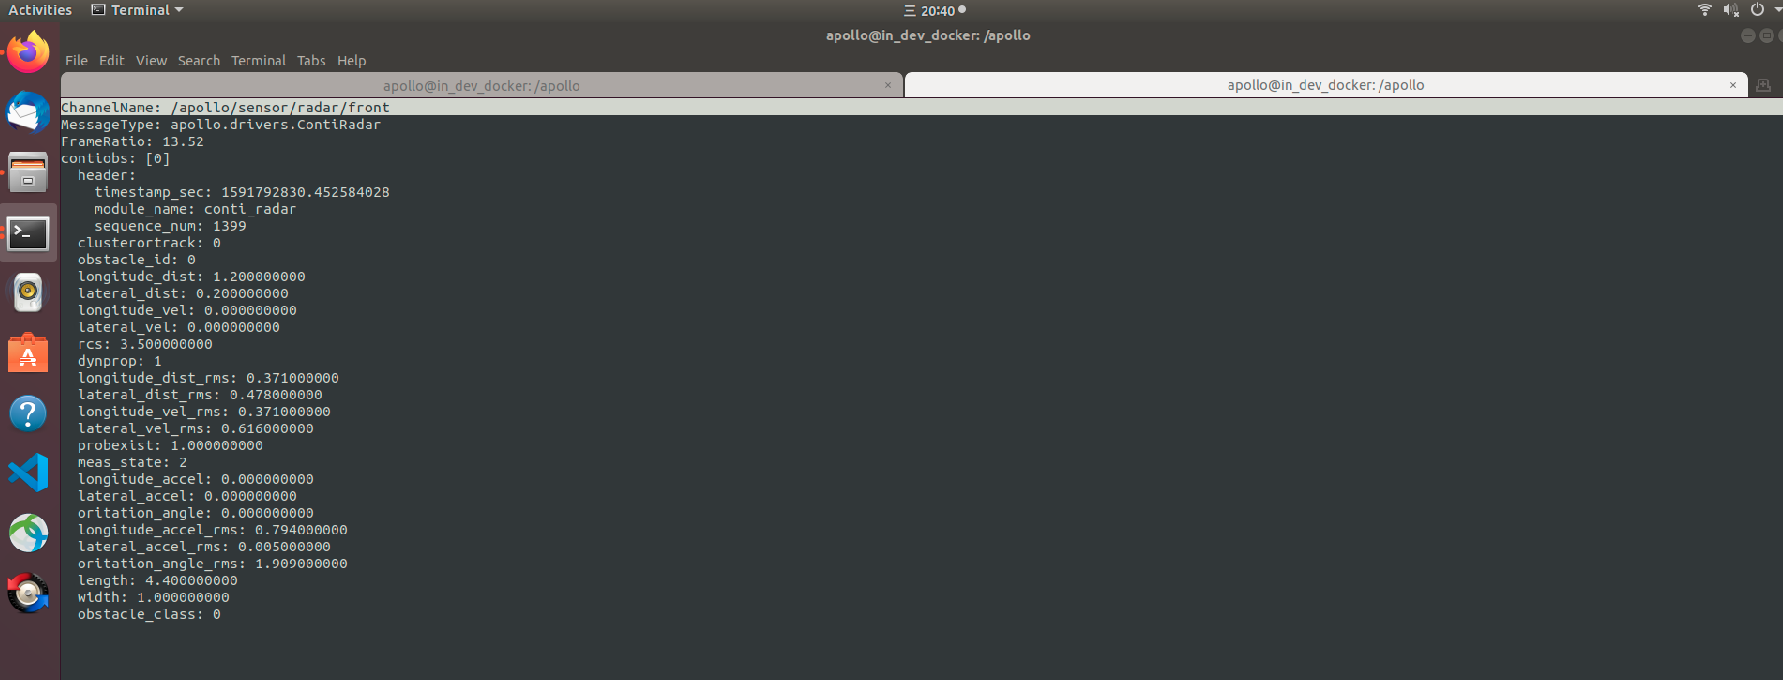 Activities Terminal 三 20:40
apollo@in_dev_docker: /apollo
File Edit View Search Terminal Tabs Help
apollo@in_dev_docker: /apollo × apollo@in_dev_docker: /apollo ×
ChannelName: /apollo/sensor/radar/front
MessageType: apollo.drivers.ContiRadar
FrameRatio: 13.52
contiobs: [0]
header:
timestamp_sec: 1591792830.452584028
module_name: conti_radar
sequence_num: 1399
clusterortrack: 0
obstacle_id: 0
longitude_dist: 1.200000000
lateral_dist: 0.200000000
longitude_vel: 0.000000000
lateral_vel: 0.000000000
rcs: 3.500000000
dynprop: 1
longitude_dist_rms: 0.371000000
lateral_dist_rms: 0.478000000
longitude_vel_rms: 0.371000000
lateral_vel_rms: 0.616000000
probexist: 1.000000000
meas_state: 2
longitude_accel: 0.000000000
lateral_accel: 0.000000000
oritation_angle: 0.000000000
longitude_accel_rms: 0.794000000
lateral_accel_rms: 0.005000000
oritation_angle_rms: 1.909000000
length: 4.400000000
width: 1.000000000
obstacle_class: 0